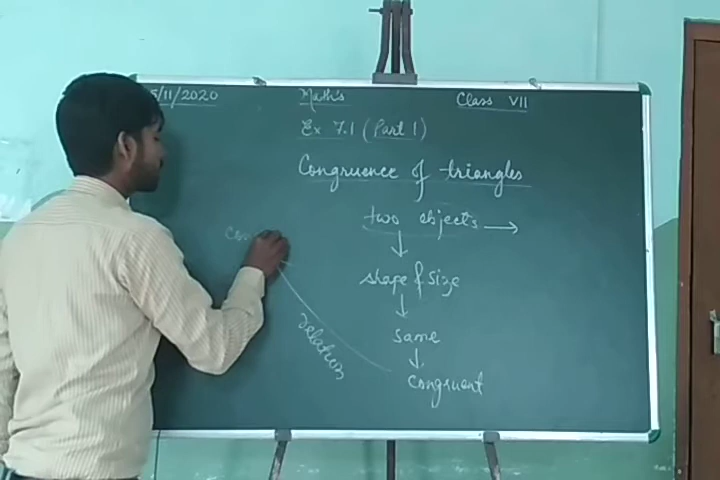 5/11/2020 Math's Class VII
Ex 7.1 (Part 1)
Congruence of triangles
two objects →
↓
shape & size
↓
same
relation
↓
congruent